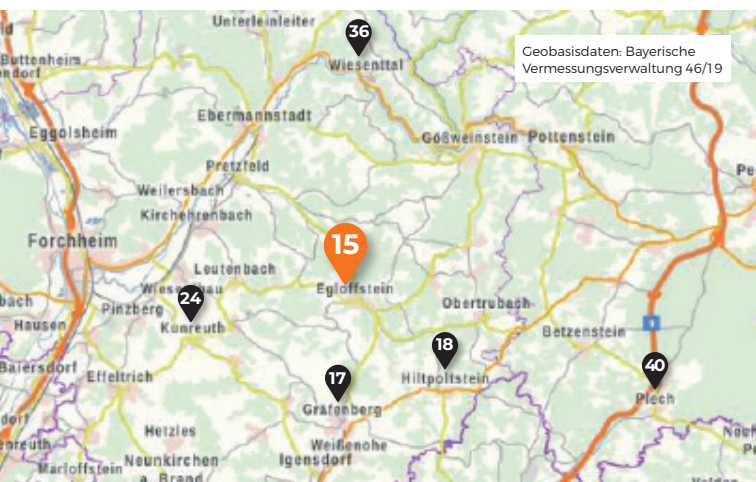 Unterleinleiter
36
Buttenheim
Wiesenttal
Geobasisdaten: Bayerische
Vermessungsverwaltung 46/19
Ebermannstadt
Eggolsheim
Gößweinstein
Pottenstein
Pretzfeld
Weilersbach
Kirchehrenbach
Forchheim
15
Leutenbach
Egloffstein
24
Pinzberg
Obertrubach
Hausen
Kunreuth
Betzenstein
18
Effeltrich
17
Hiltpoltstein
40
Gräfenberg
Plech
Hetzles
Weißenohe
Marloffstein
Neunkirchen
a. Brand
Igensdorf
9